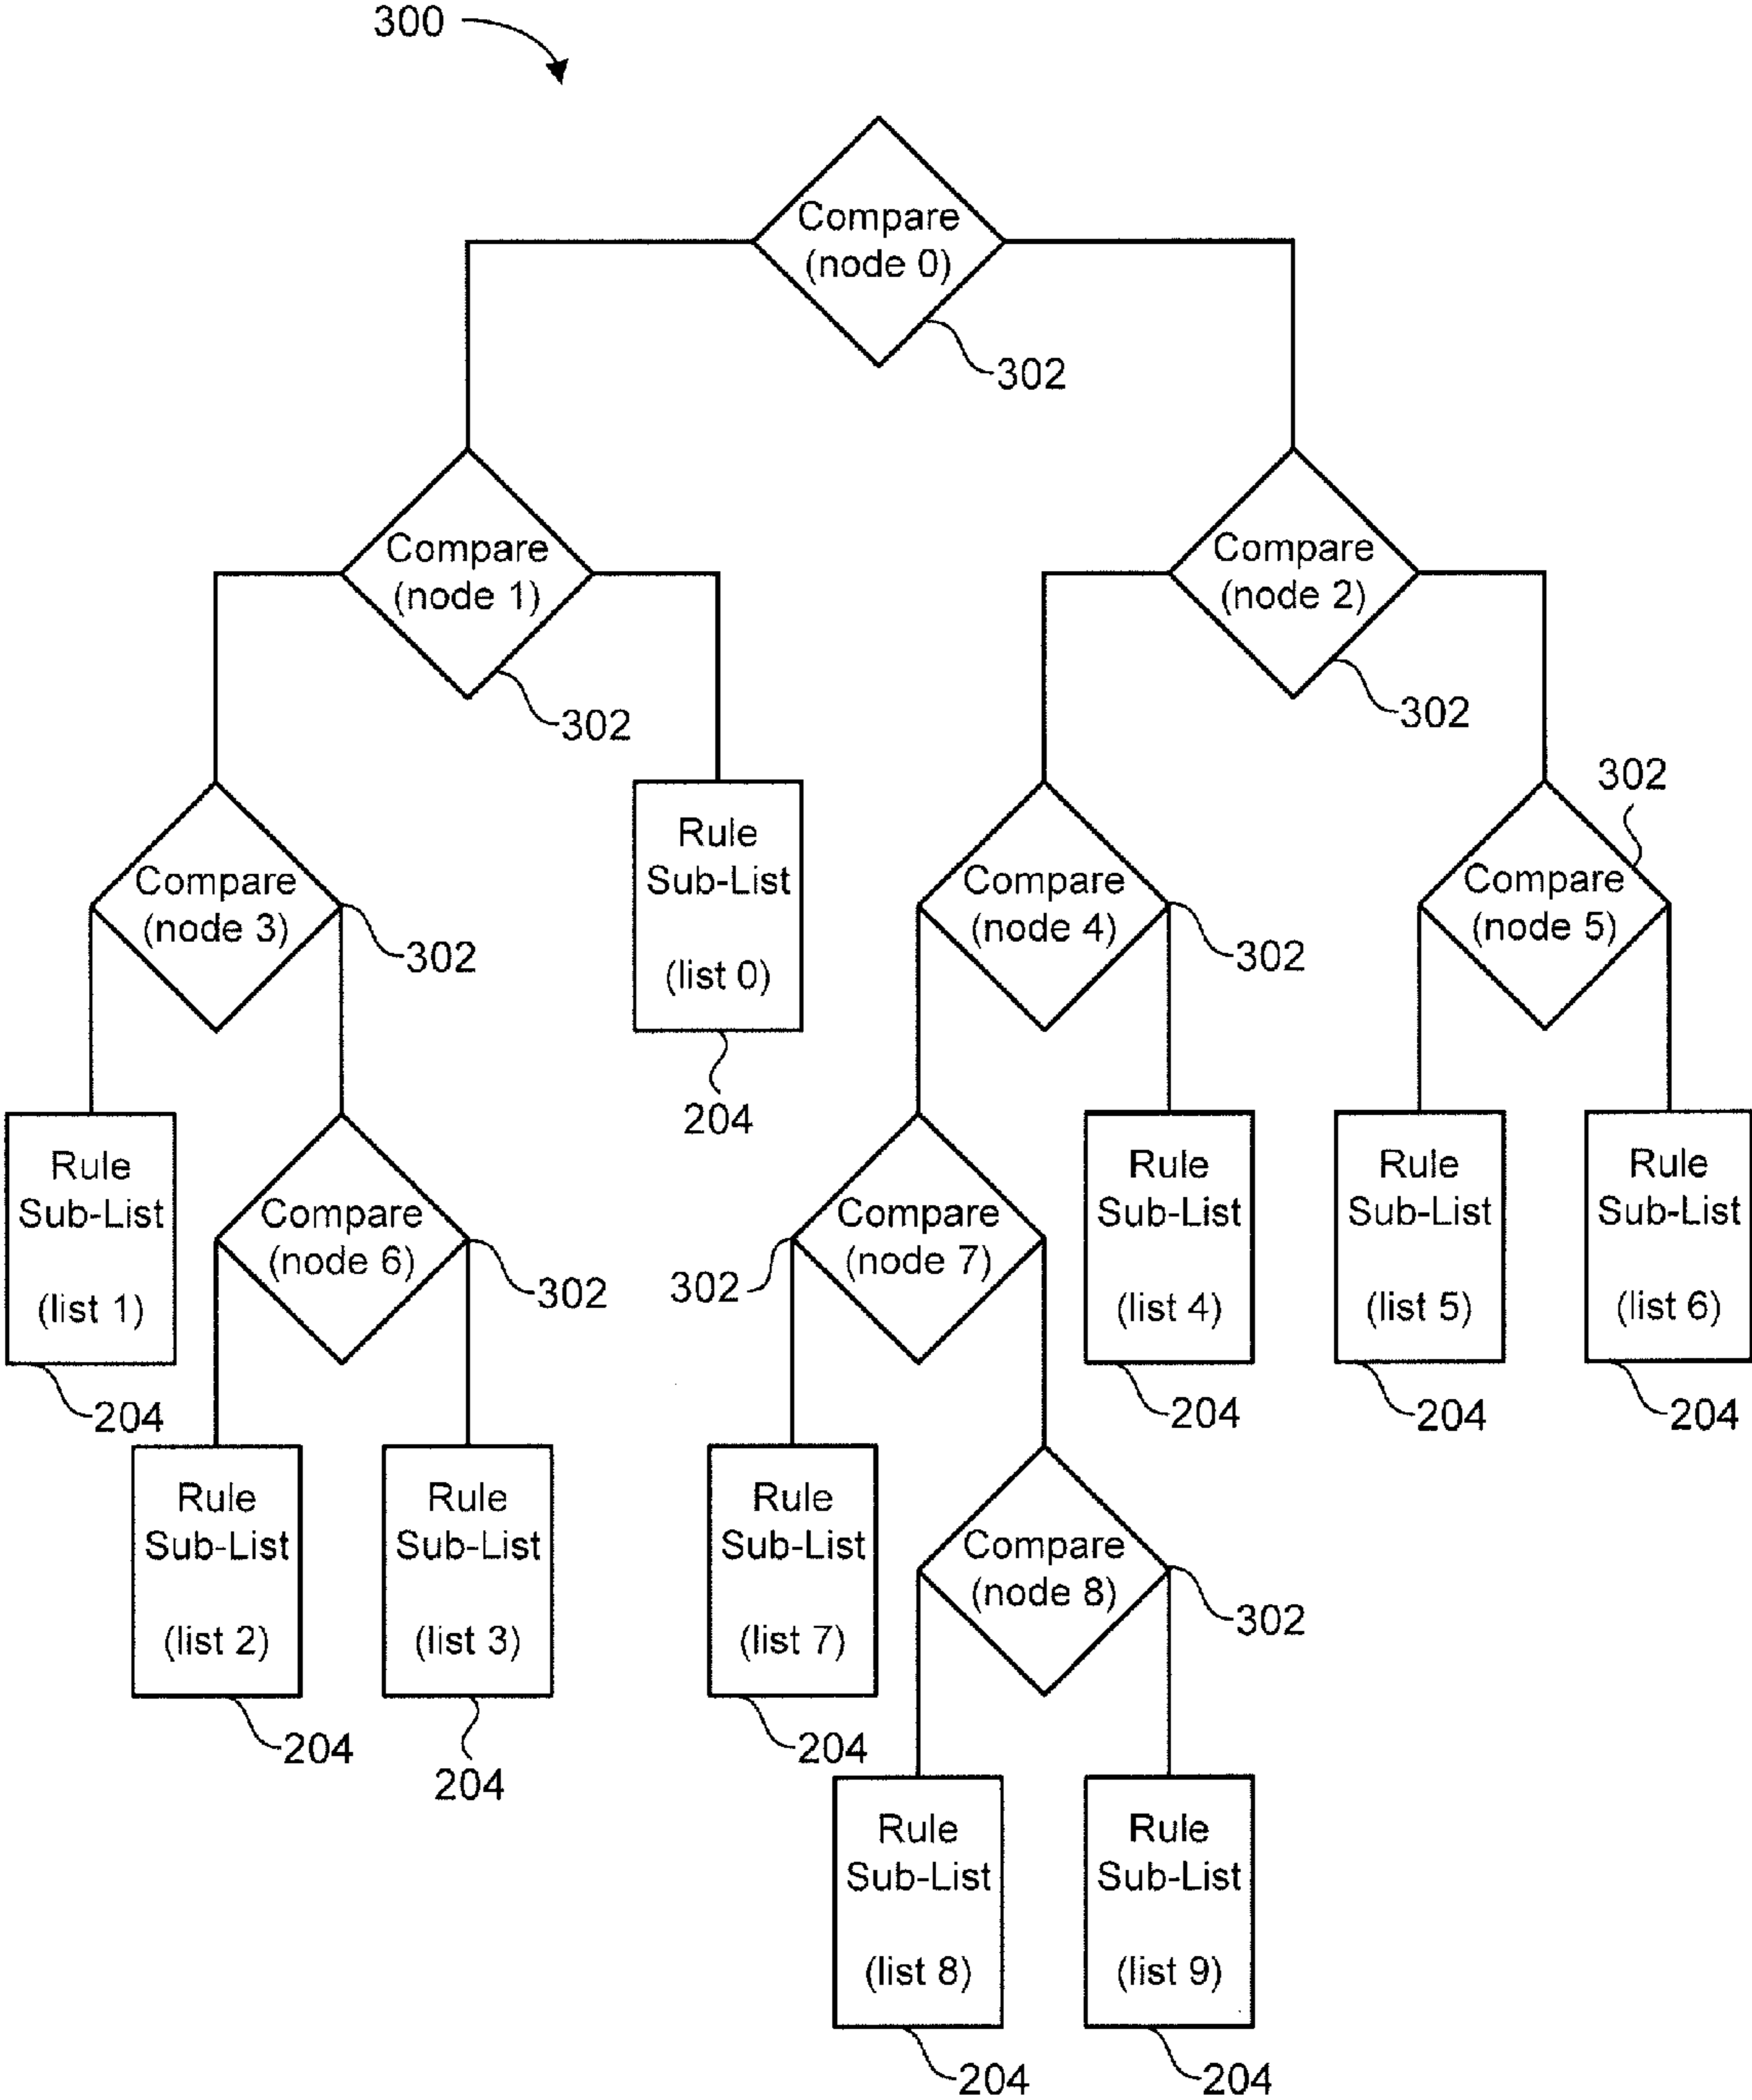 300
Compare
(node 0)
302
Compare
(node 1)
302
Compare
(node 2)
302
Compare
(node 3)
302
Rule
Sub-List
(list 0)
204
Compare
(node 4)
302
302
Compare
(node 5)
Rule
Sub-List
(list 1)
204
Compare
(node 6)
302
Compare
(node 7)
302
Rule
Sub-List
(list 4)
204
Rule
Sub-List
(list 5)
204
Rule
Sub-List
(list 6)
204
Rule
Sub-List
(list 2)
204
Rule
Sub-List
(list 3)
204
Rule
Sub-List
(list 7)
204
Compare
(node 8)
302
Rule
Sub-List
(list 8)
204
Rule
Sub-List
(list 9)
204